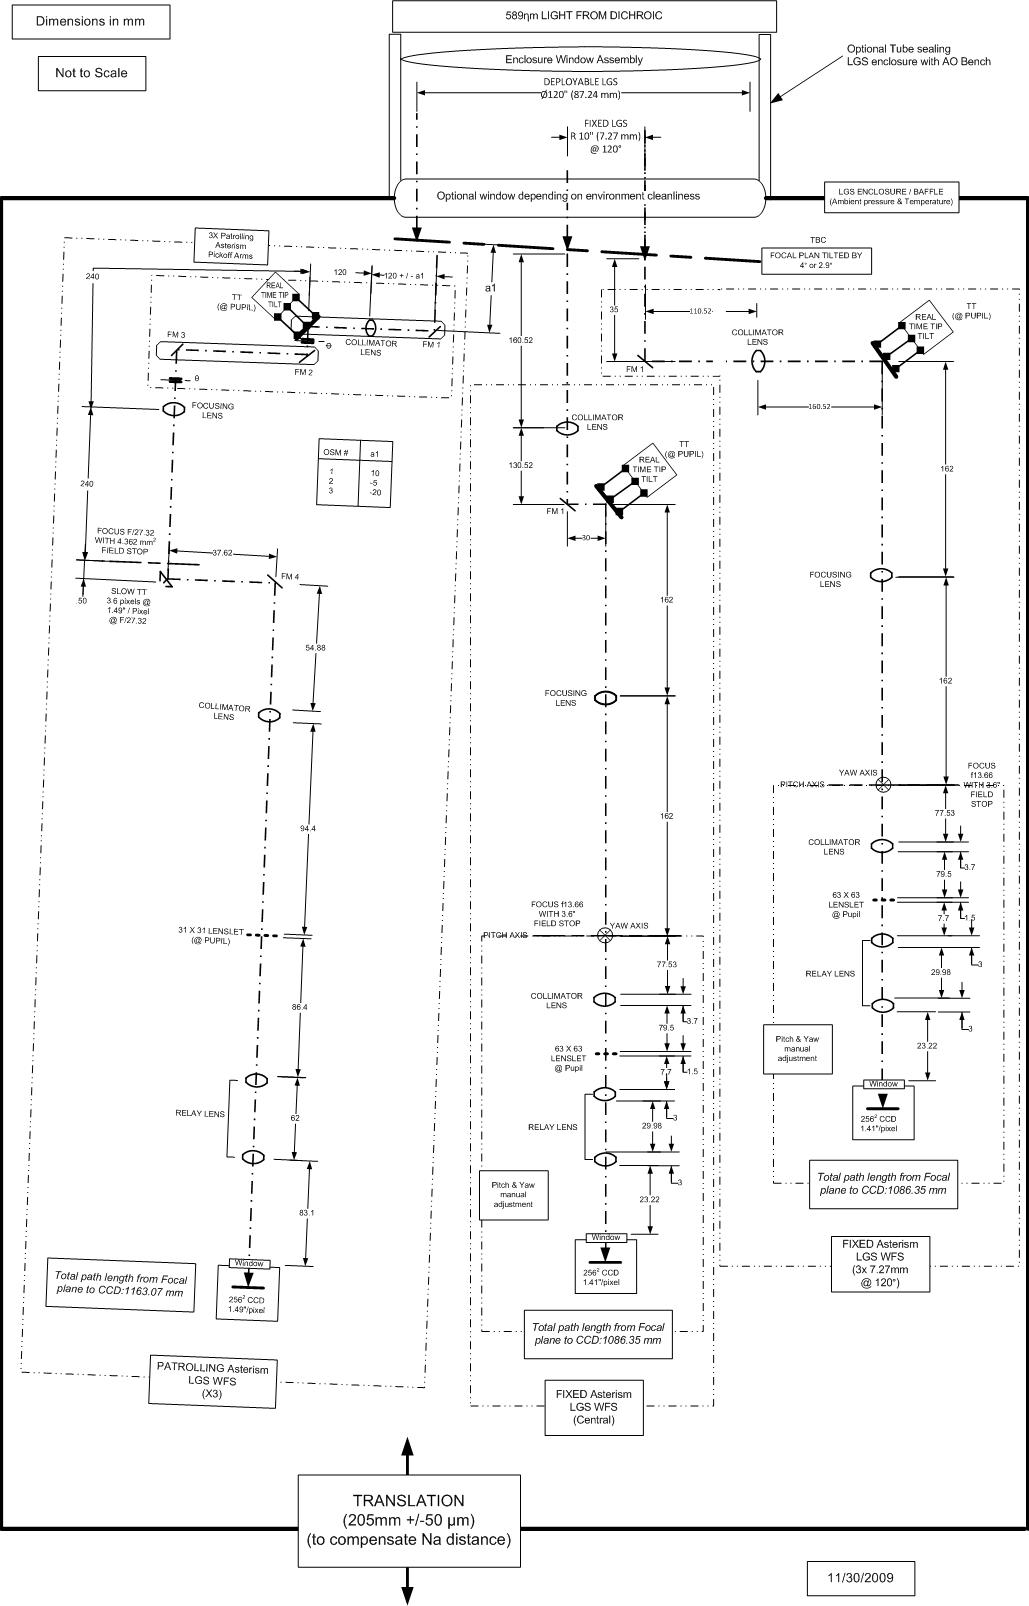 Dimensions in mm
Not to Scale
589ηm LIGHT FROM DICHROIC
Enclosure Window Assembly
Optional Tube sealing
LGS enclosure with AO Bench
DEPLOYABLE LGS
Ø120" (87.24 mm)
FIXED LGS
R 10" (7.27 mm)
@ 120°
Optional window depending on environment cleanliness
LGS ENCLOSURE / BAFFLE
(Ambient pressure & Temperature)
TBC
FOCAL PLAN TILTED BY
4° or 2.9°
3X Patrolling
Asterism
Pickoff Arms
240
120
120 + / - a1
a1
TT
(@ PUPIL)
REAL
TIME TIP
TILT
COLLIMATOR
LENS
FM 1
FM 3
FM 2
θ
θ
FOCUSING
LENS
240
OSM #
a1
1
10
2
-5
3
-20
FOCUS F/27.32
WITH 4.362 mm²
FIELD STOP
37.62
FM 4
50
SLOW TT
3.6 pixels @
1.49" / Pixel
@ F/27.32
54.88
COLLIMATOR
LENS
94.4
31 X 31 LENSLET
(@ PUPIL)
86.4
RELAY LENS
62
83.1
Window
256² CCD
1.49"/pixel
Total path length from Focal
plane to CCD:1163.07 mm
PATROLLING Asterism
LGS WFS
(X3)
160.52
COLLIMATOR
LENS
130.52
FM 1
30
REAL
TIME TIP
TILT
TT
(@ PUPIL)
162
FOCUSING
LENS
162
FOCUS f13.66
WITH 3.6"
FIELD STOP
YAW AXIS
PITCH AXIS
77.53
COLLIMATOR
LENS
3.7
79.5
63 X 63
LENSLET
@ Pupil
7.7
1.5
3
RELAY LENS
29.98
3
Pitch & Yaw
manual
adjustment
23.22
Window
256² CCD
1.41"/pixel
Total path length from Focal
plane to CCD:1086.35 mm
FIXED Asterism
LGS WFS
(Central)
35
110.52
FM 1
COLLIMATOR
LENS
160.52
REAL
TIME TIP
TILT
TT
(@ PUPIL)
162
FOCUSING
LENS
162
YAW AXIS
PITCH AXIS
FOCUS
f13.66
WITH 3.6"
FIELD
STOP
77.53
COLLIMATOR
LENS
3.7
79.5
63 X 63
LENSLET
@ Pupil
7.7
1.5
3
RELAY LENS
29.98
3
Pitch & Yaw
manual
adjustment
23.22
Window
256² CCD
1.41"/pixel
Total path length from Focal
plane to CCD:1086.35 mm
FIXED Asterism
LGS WFS
(3x 7.27mm
@ 120°)
TRANSLATION
(205mm +/-50 µm)
(to compensate Na distance)
11/30/2009